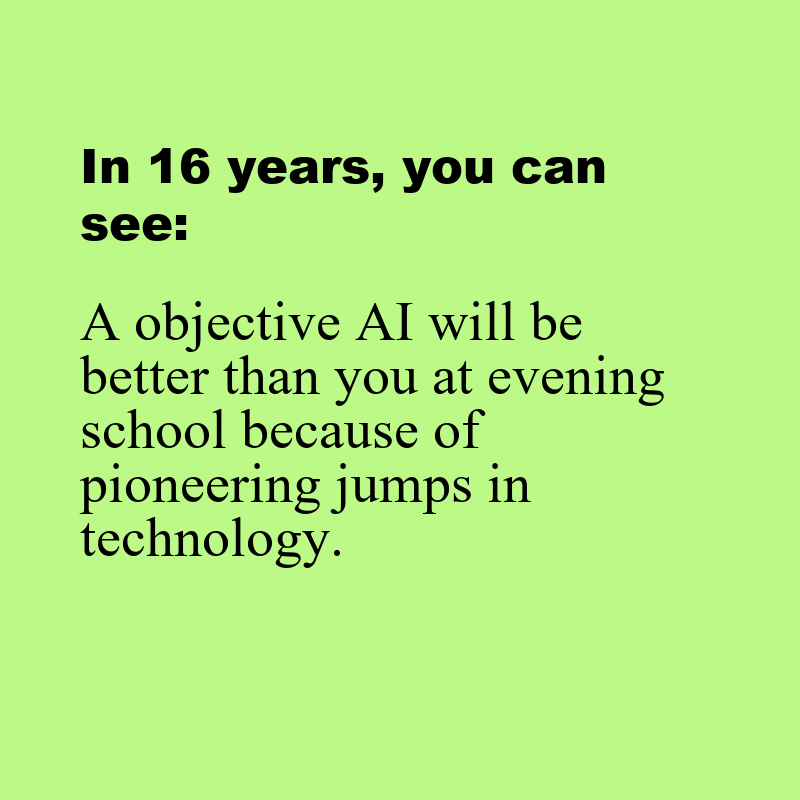 In 16 years, you can
see:
A objective AI will be
better than you at evening
school because of
pioneering jumps in
technology.